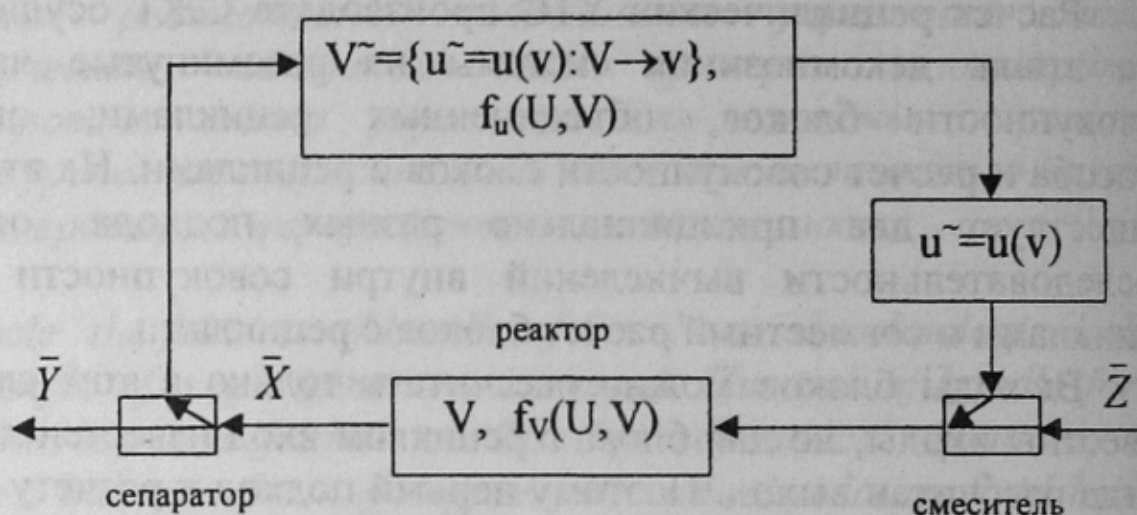 V˜={u˜=u(v):V→v},
fᵤ(U,V)
u˜=u(v)
реактор
Y̅
X̅
V, fᵥ(U,V)
Z̅
сепаратор
смеситель